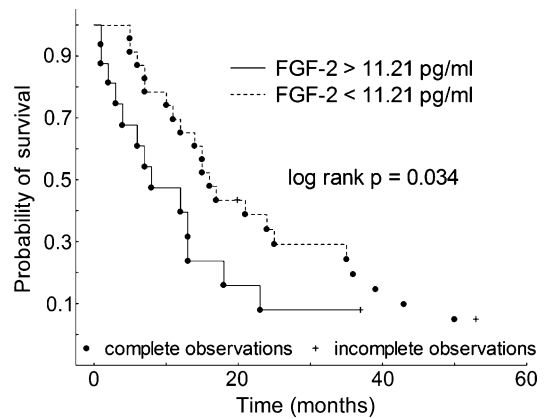 FGF-2 > 11.21 pg/ml
FGF-2 < 11.21 pg/ml
log rank p = 0.034
Probability of survival
0.9
0.7
0.5
0.3
0.1
complete observations + incomplete observations
0 20 40 60
Time (months)